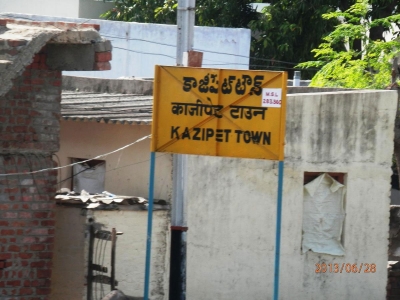 కాజీపేట్ టౌన్
काजीपेट टाउन
KAZIPET TOWN
M S L
2013/06/28